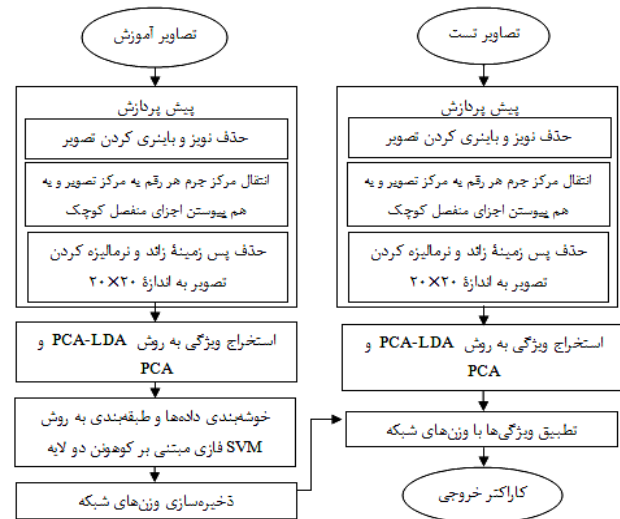 تصاویر آموزش
پیش پردازش
حذف نویز و باینری کردن تصویر
انتقال مرکز جرم هر رقم به مرکز تصویر و به
هم پیوستن اجزای منفصل کوچک
حذف پس زمینهٔ زائد و نرمالیزه کردن
تصویر به اندازهٔ ۲۰×۲۰
استخراج ویژگی به روش PCA-LDA و
PCA
خوشه‌بندی داده‌ها و طبقه‌بندی به روش
SVM فازی مبتنی بر کوهونن دو لایه
ذخیره‌سازی وزن‌های شبکه
تصاویر تست
پیش پردازش
حذف نویز و باینری کردن تصویر
انتقال مرکز جرم هر رقم به مرکز تصویر و به
هم پیوستن اجزای منفصل کوچک
حذف پس زمینهٔ زائد و نرمالیزه کردن
تصویر به اندازهٔ ۲۰×۲۰
استخراج ویژگی به روش PCA-LDA و
PCA
تطبیق ویژگی‌ها با وزن‌های شبکه
کاراکتر خروجی